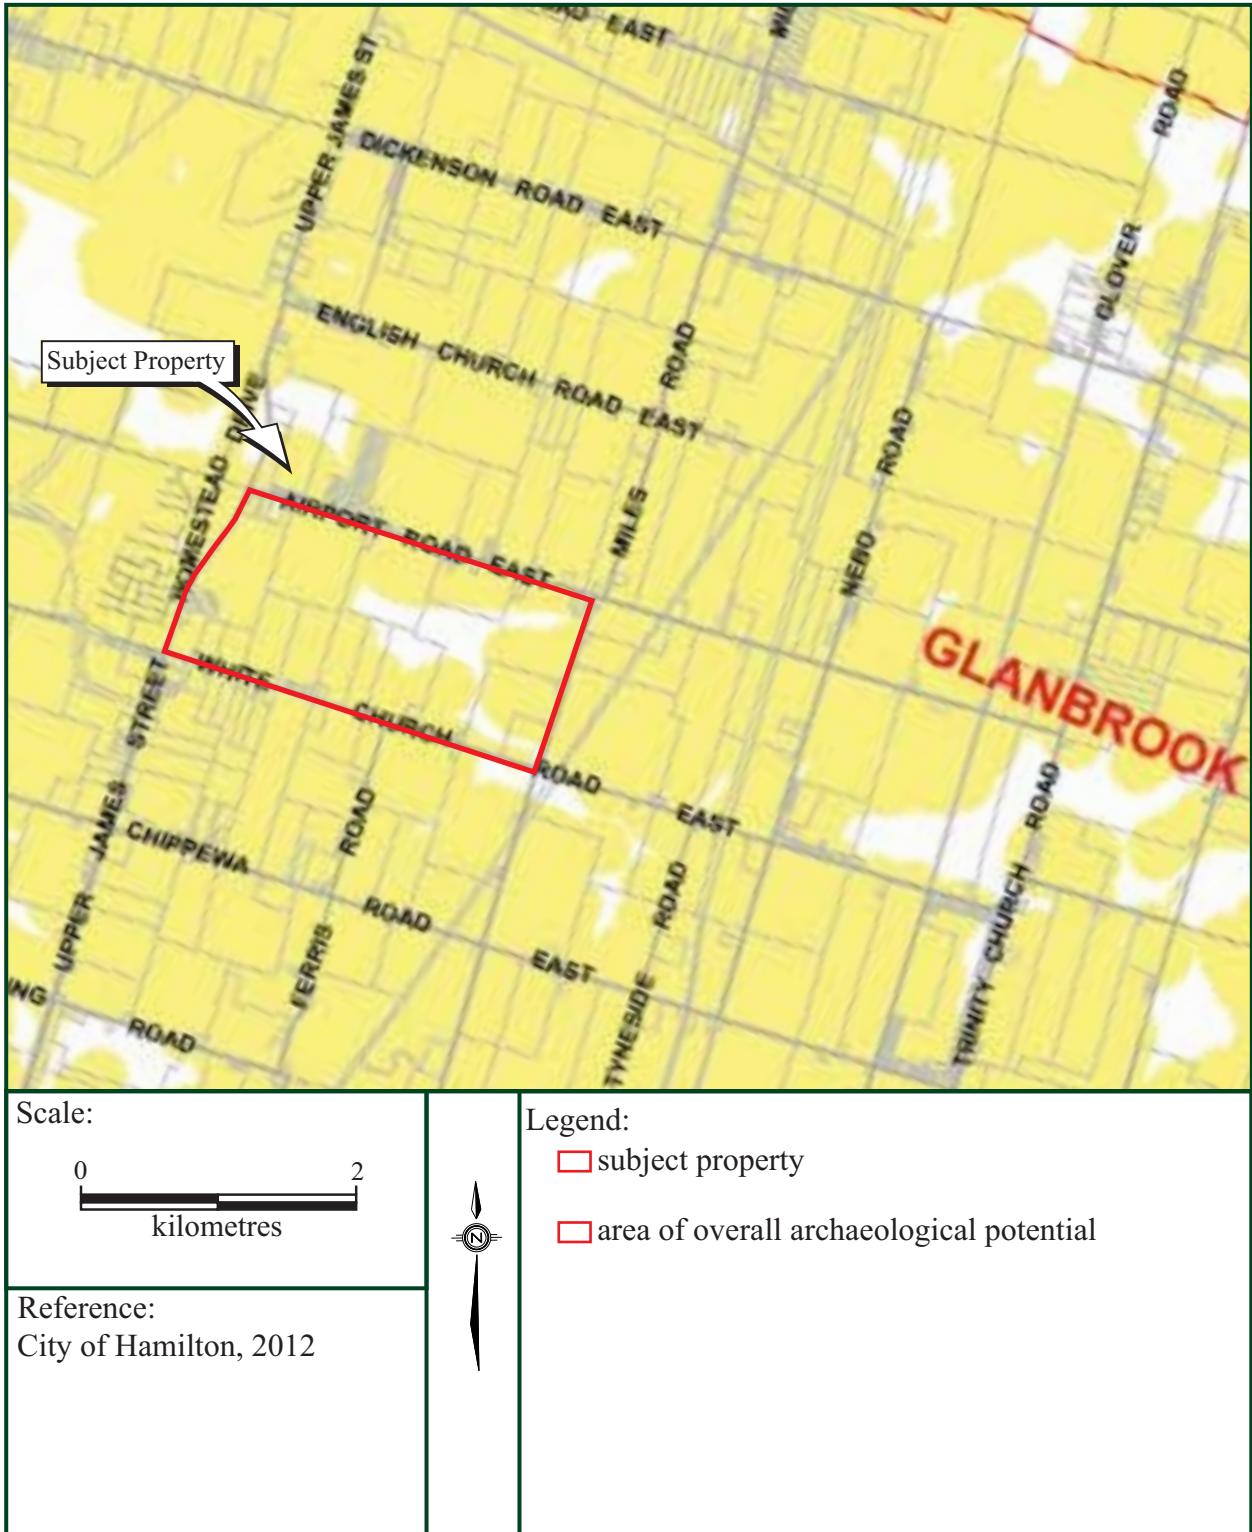 EAST
UPPER JAMES ST
DICKENSON ROAD EAST
ROAD
GLOVER
ENGLISH CHURCH ROAD EAST
ROAD
MILES
Subject Property
HOMESTEAD DRIVE
AIRPORT ROAD EAST
ROAD
NEBO
GLANBROOK
WHITE CHURCH ROAD EAST
UPPER JAMES STREET
CHIPPEWA ROAD EAST
ROAD
FERRIS
ROAD
TYNESIDE
ROAD
TRINITY CHURCH
ING ROAD
Scale:
0 2
kilometres
Reference:
City of Hamilton, 2012
N
Legend:
subject property
area of overall archaeological potential